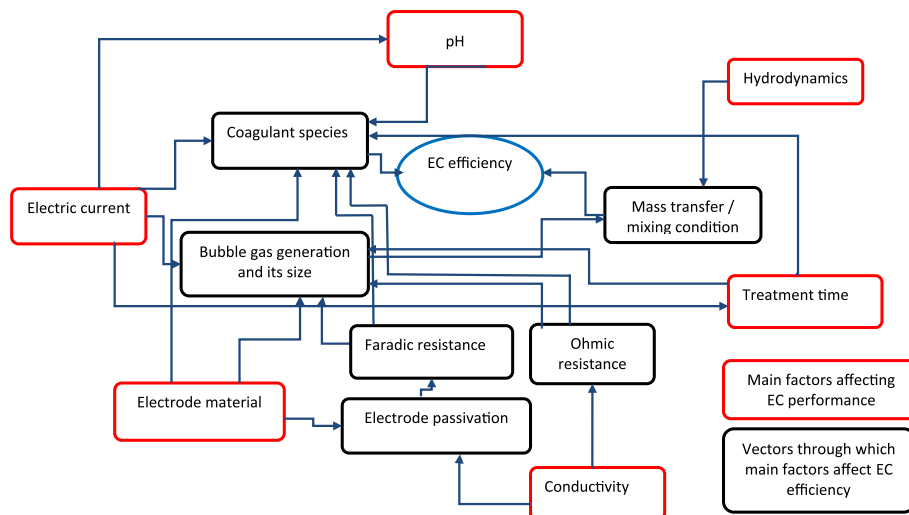 pH
Hydrodynamics
Coagulant species
EC efficiency
Electric current
Mass transfer /
mixing condition
Bubble gas generation
and its size
Treatment time
Faradic resistance
Ohmic
resistance
Main factors affecting
EC performance
Electrode material
Electrode passivation
Vectors through which
main factors affect EC
efficiency
Conductivity